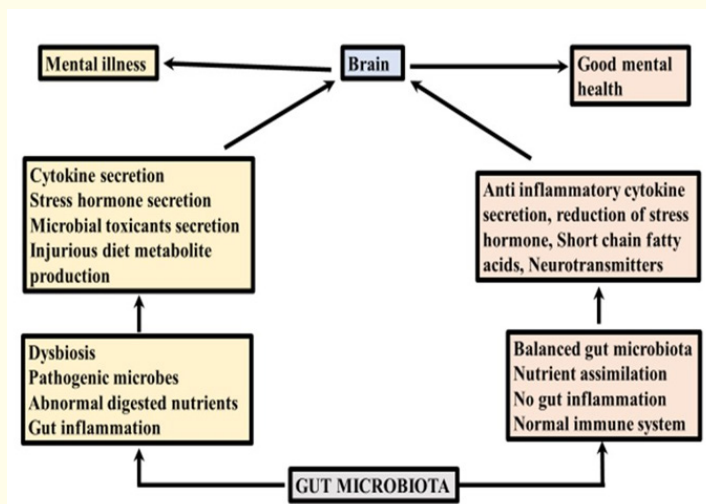 Mental illness
Brain
Good mental
health
Cytokine secretion
Stress hormone secretion
Microbial toxicants secretion
Injurious diet metabolite
production
Anti inflammatory cytokine
secretion, reduction of stress
hormone, Short chain fatty
acids, Neurotransmitters
Dysbiosis
Pathogenic microbes
Abnormal digested nutrients
Gut inflammation
Balanced gut microbiota
Nutrient assimilation
No gut inflammation
Normal immune system
GUT MICROBIOTA